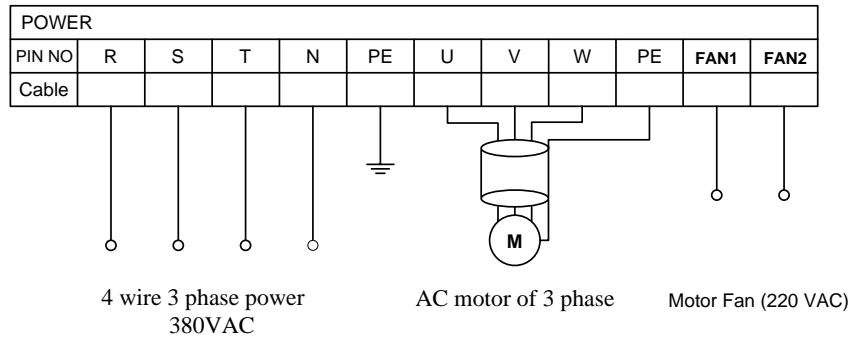 POWER
PIN NO R S T N PE U V W PE FAN1 FAN2
Cable
M
4 wire 3 phase power
380VAC
AC motor of 3 phase
Motor Fan (220 VAC)